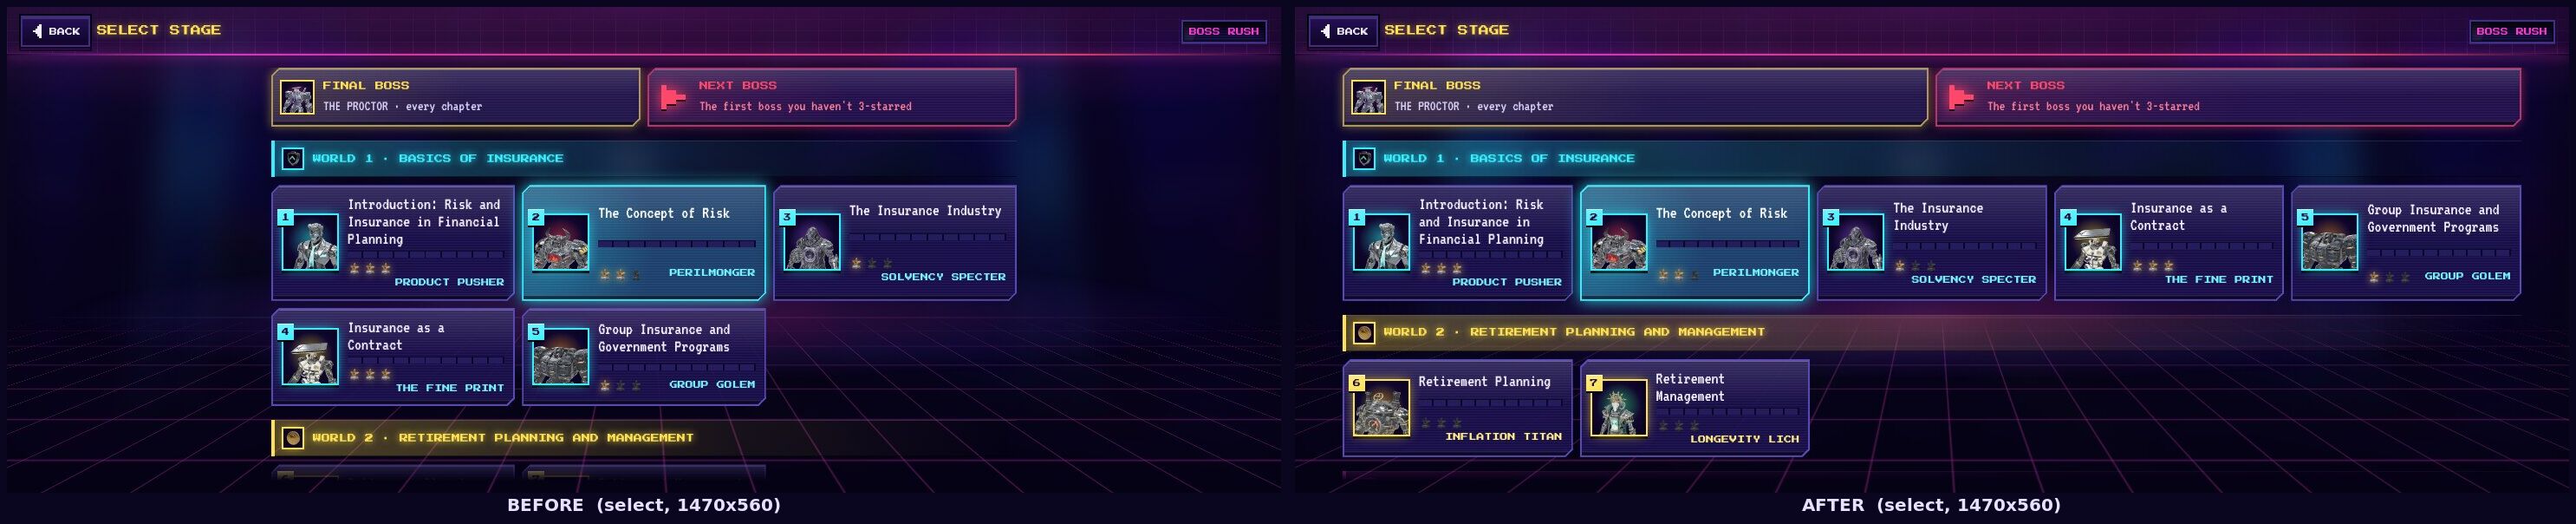 BACK
SELECT STAGE
BOSS RUSH
FINAL BOSS
THE PROCTOR · every chapter
NEXT BOSS
The first boss you haven't 3-starred
WORLD 1 · BASICS OF INSURANCE
1
Introduction: Risk and
Insurance in Financial
Planning
PRODUCT PUSHER
2
The Concept of Risk
PERILMONGER
3
The Insurance Industry
SOLVENCY SPECTER
4
Insurance as a
Contract
THE FINE PRINT
5
Group Insurance and
Government Programs
GROUP GOLEM
WORLD 2 · RETIREMENT PLANNING AND MANAGEMENT
BEFORE (select, 1470x560)
BACK
SELECT STAGE
BOSS RUSH
FINAL BOSS
THE PROCTOR · every chapter
NEXT BOSS
The first boss you haven't 3-starred
WORLD 1 · BASICS OF INSURANCE
1
Introduction: Risk
and Insurance in
Financial Planning
PRODUCT PUSHER
2
The Concept of Risk
PERILMONGER
3
The Insurance
Industry
SOLVENCY SPECTER
4
Insurance as a
Contract
THE FINE PRINT
5
Group Insurance and
Government Programs
GROUP GOLEM
WORLD 2 · RETIREMENT PLANNING AND MANAGEMENT
6
Retirement Planning
INFLATION TITAN
7
Retirement
Management
LONGEVITY LICH
AFTER (select, 1470x560)